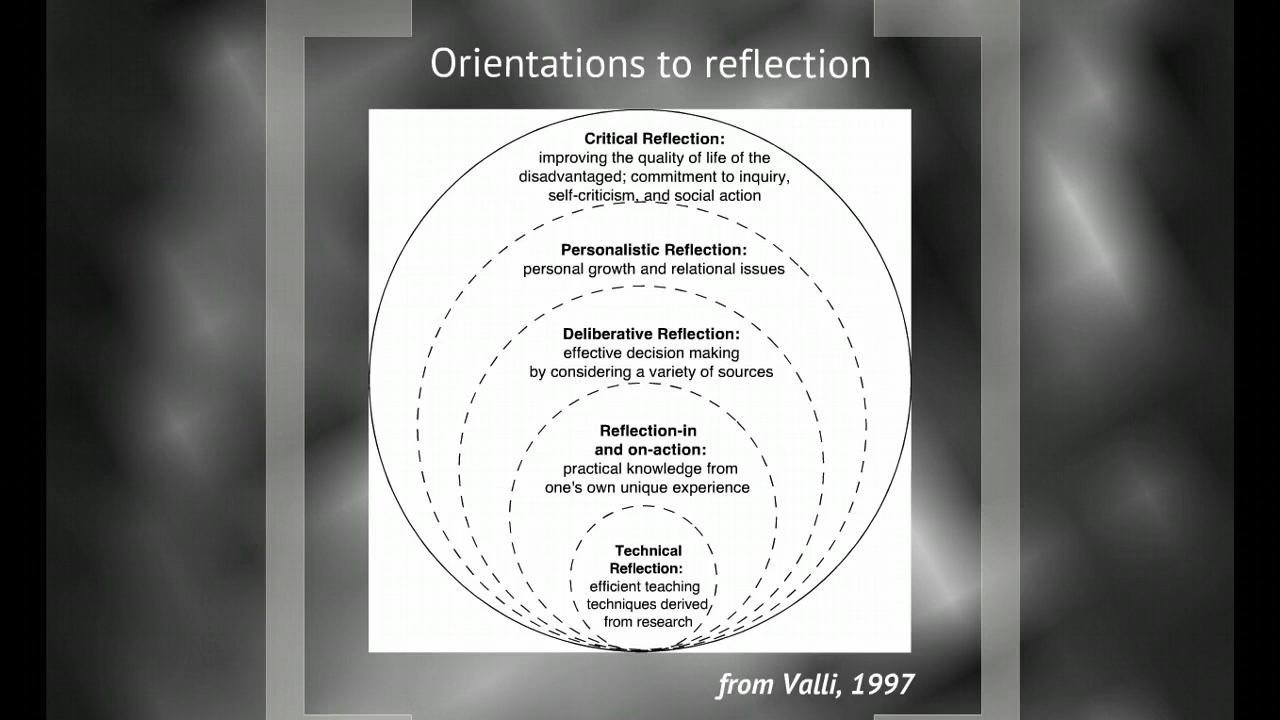 Orientations to reflection
Critical Reflection:
improving the quality of life of the
disadvantaged; commitment to inquiry,
self-criticism, and social action
Personalistic Reflection:
personal growth and relational issues
Deliberative Reflection:
effective decision making
by considering a variety of sources
Reflection-in
and on-action:
practical knowledge from
one's own unique experience
Technical
Reflection:
efficient teaching
techniques derived
from research
from Valli, 1997